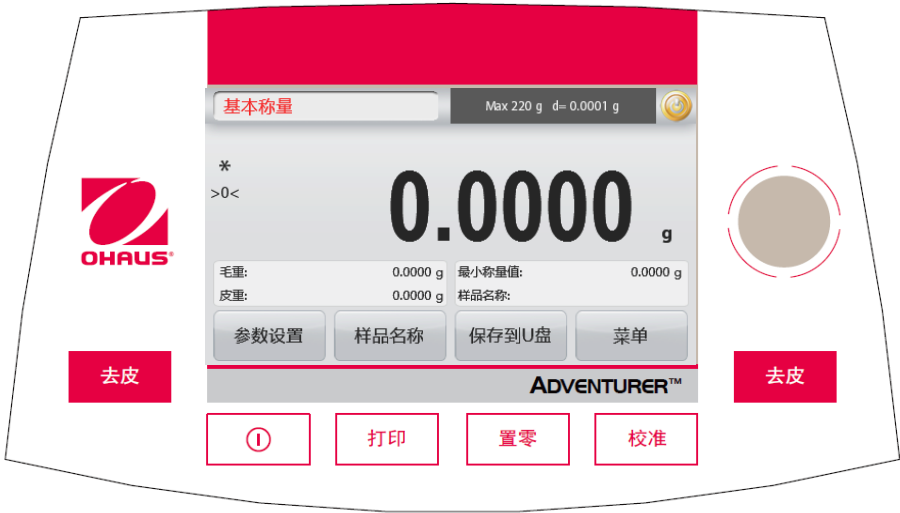 基本称量
Max 220 g d= 0.0001 g
*
>0<
0.0000 g
毛重: 0.0000 g 最小称量值: 0.0000 g
皮重: 0.0000 g 样品名称:
OHAUS
参数设置 样品名称 保存到U盘 菜单
去皮
ADVENTURER™
去皮
打印 置零 校准